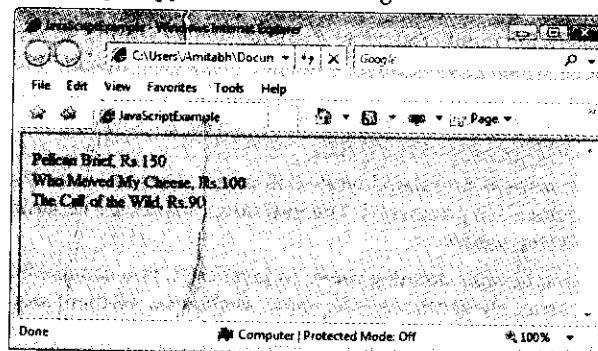 JavaScriptExample - Windows Internet Explorer
C:\Users\Amitabh\Docun
Google
File Edit View Favorites Tools Help
JavaScriptExample
Page
Pelican Brief, Rs.150
Who Moved My Cheese, Rs.100
The Call of the Wild, Rs.90
Done
Computer | Protected Mode: Off
100%